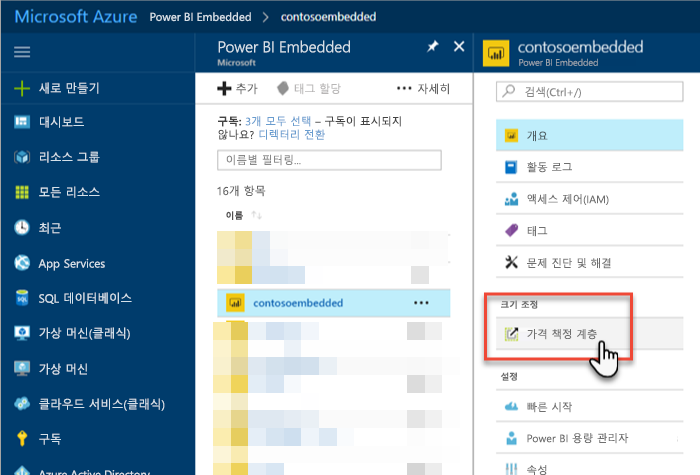 Microsoft Azure Power BI Embedded > contosoembedded
새로 만들기
대시보드
리소스 그룹
모든 리소스
최근
App Services
SQL 데이터베이스
가상 머신(클래식)
가상 머신
클라우드 서비스(클래식)
구독
Azure Active Directory
Power BI Embedded
Microsoft
추가 태그 할당 ••• 자세히
구독: 3개 모두 선택 – 구독이 표시되지
않나요? 디렉터리 전환
이름별 필터링...
16개 항목
이름
contosoembedded •••
contosoembedded
Power BI Embedded
검색(Ctrl+/)
개요
활동 로그
액세스 제어(IAM)
태그
문제 진단 및 해결
크기 조정
가격 책정 계층
설정
빠른 시작
Power BI 용량 관리자
속성